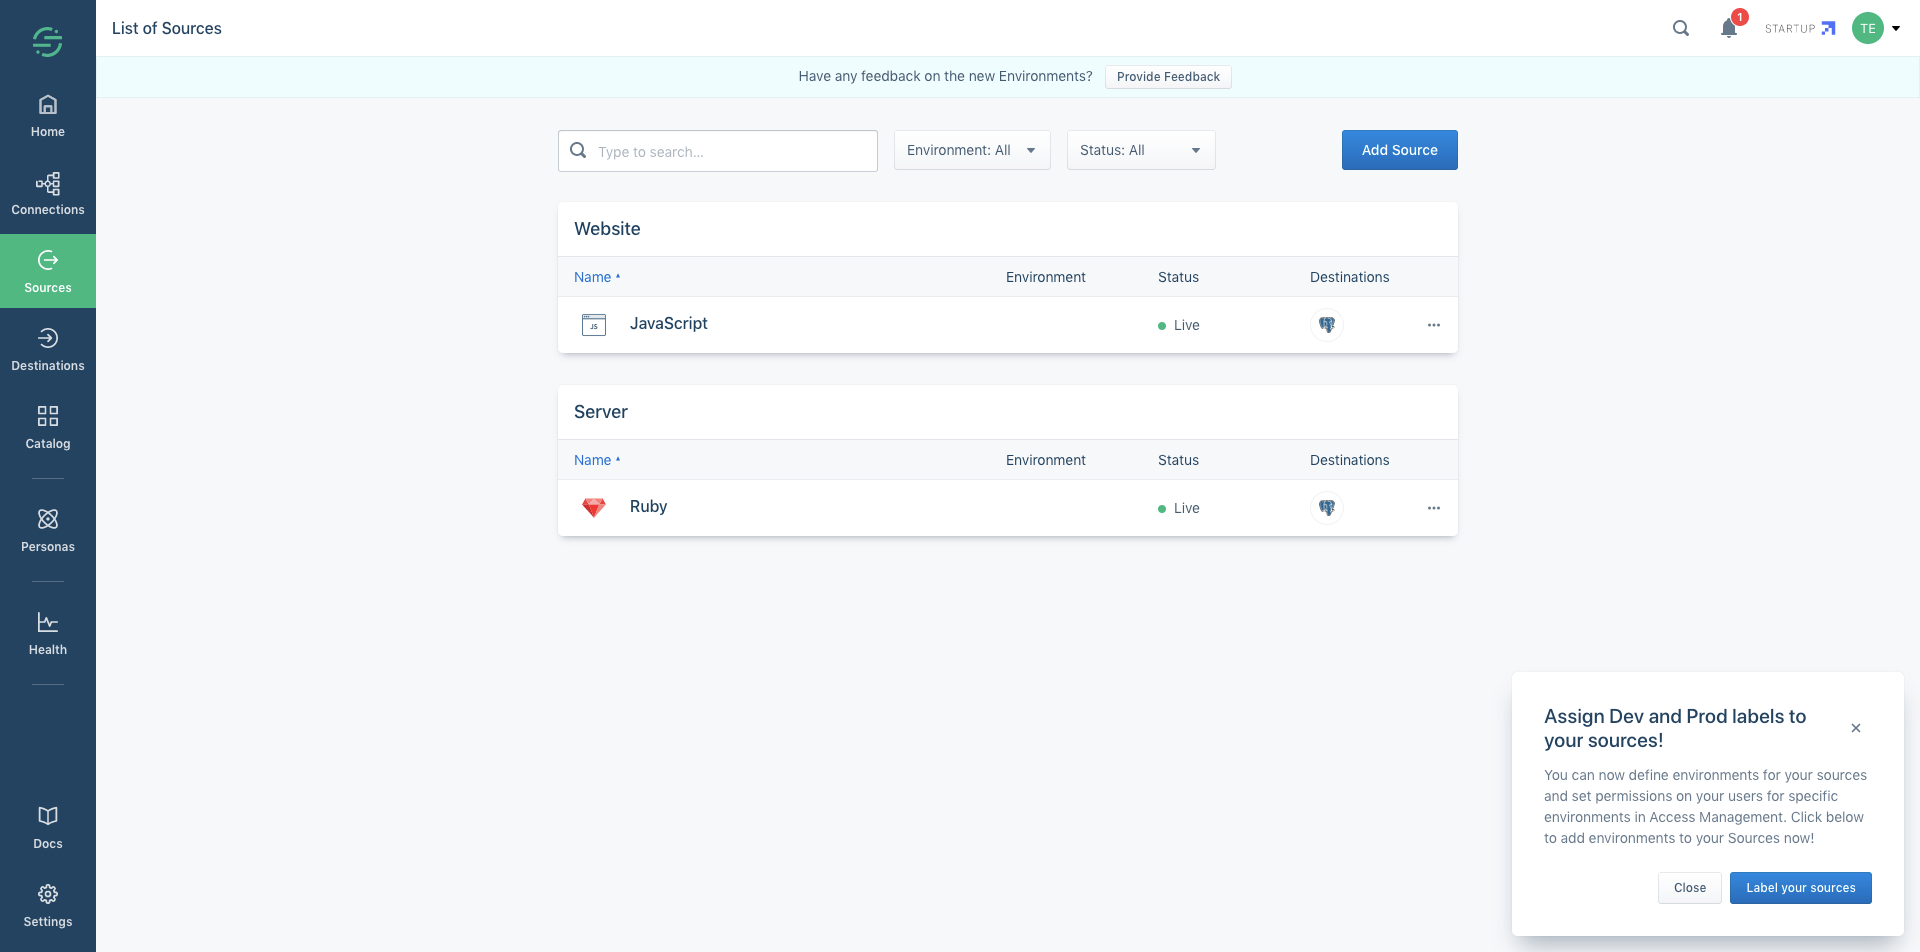 List of Sources
1
STARTUP
TE
Have any feedback on the new Environments?
Provide Feedback
Home
Connections
Sources
Destinations
Catalog
Personas
Health
Docs
Settings
Type to search...
Environment: All
Status: All
Add Source
Website
Name
Environment
Status
Destinations
JS
JavaScript
Live
Server
Name
Environment
Status
Destinations
Ruby
Live
Assign Dev and Prod labels to
your sources!
You can now define environments for your sources
and set permissions on your users for specific
environments in Access Management. Click below
to add environments to your Sources now!
Close
Label your sources